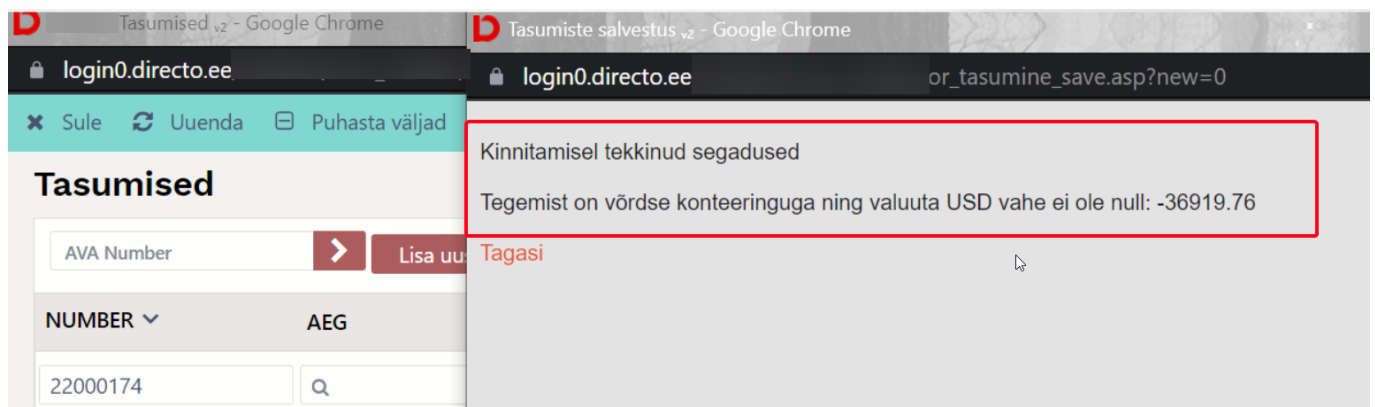 Tasumised v2 - Google Chrome
login0.directo.ee
Sule Uuenda Puhasta väljad
Tasumised
AVA Number
Lisa uu
NUMBER AEG
22000174
Tasumiste salvestus v2 - Google Chrome
login0.directo.ee or_tasumine_save.asp?new=0
Kinnitamisel tekkinud segadused
Tegemist on võrdse konteeringuga ning valuuta USD vahe ei ole null: -36919.76
Tagasi